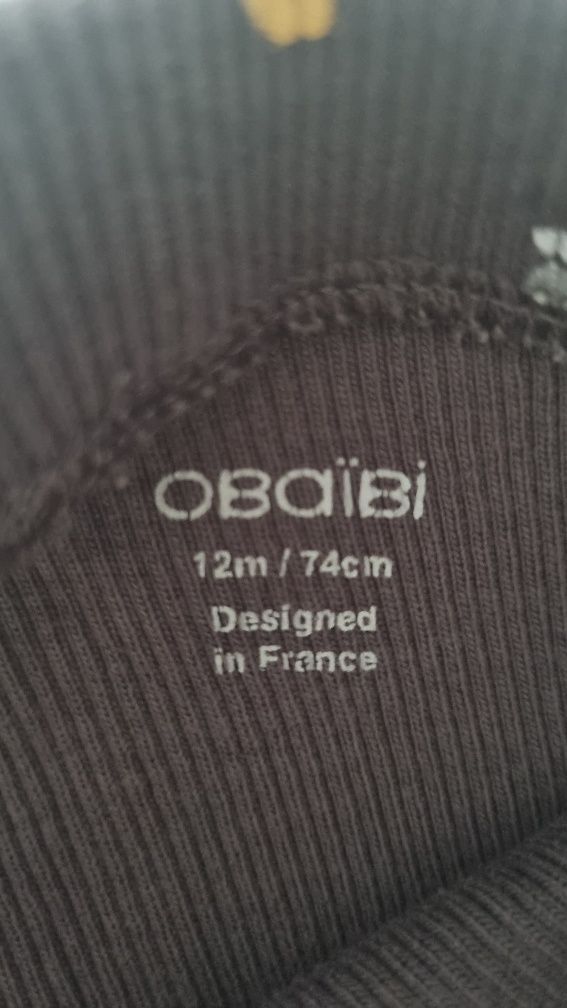 OBaïBi
12m / 74cm
Designed
in France